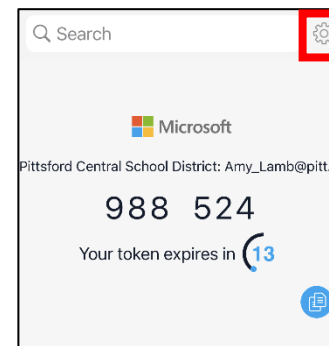 Search
Microsoft
Pittsford Central School District: Amy_Lamb@pitt.
988 524
Your token expires in 13